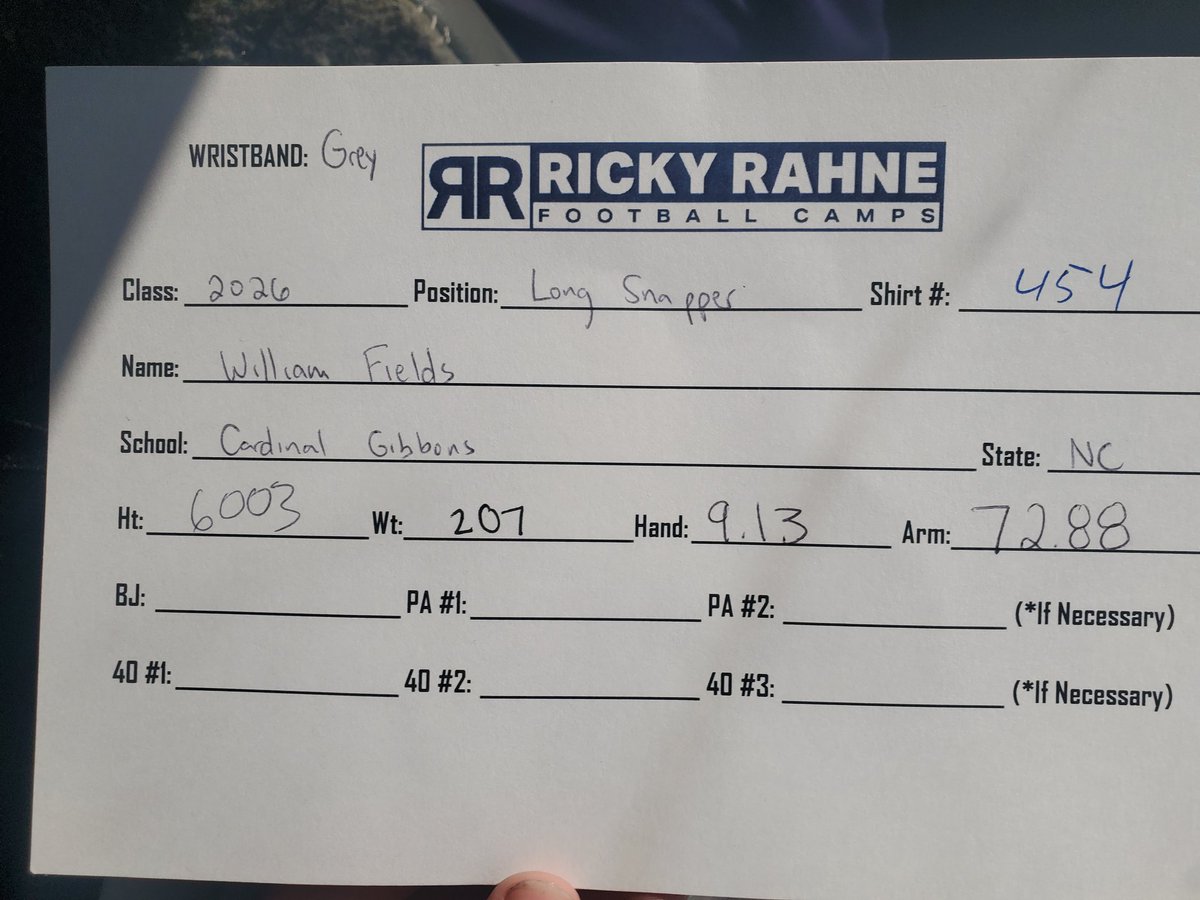 WRISTBAND: Grey
RR RICKY RAHNE
FOOTBALL CAMPS
Class: 2026 Position: Long Snapper Shirt #: 454
Name: William Fields
School: Cardinal Gibbons State: NC
Ht: 6003 Wt: 207 Hand: 9.13 Arm: 72.88
BJ: PA #1: PA #2: (*If Necessary)
40 #1: 40 #2: 40 #3: (*If Necessary)